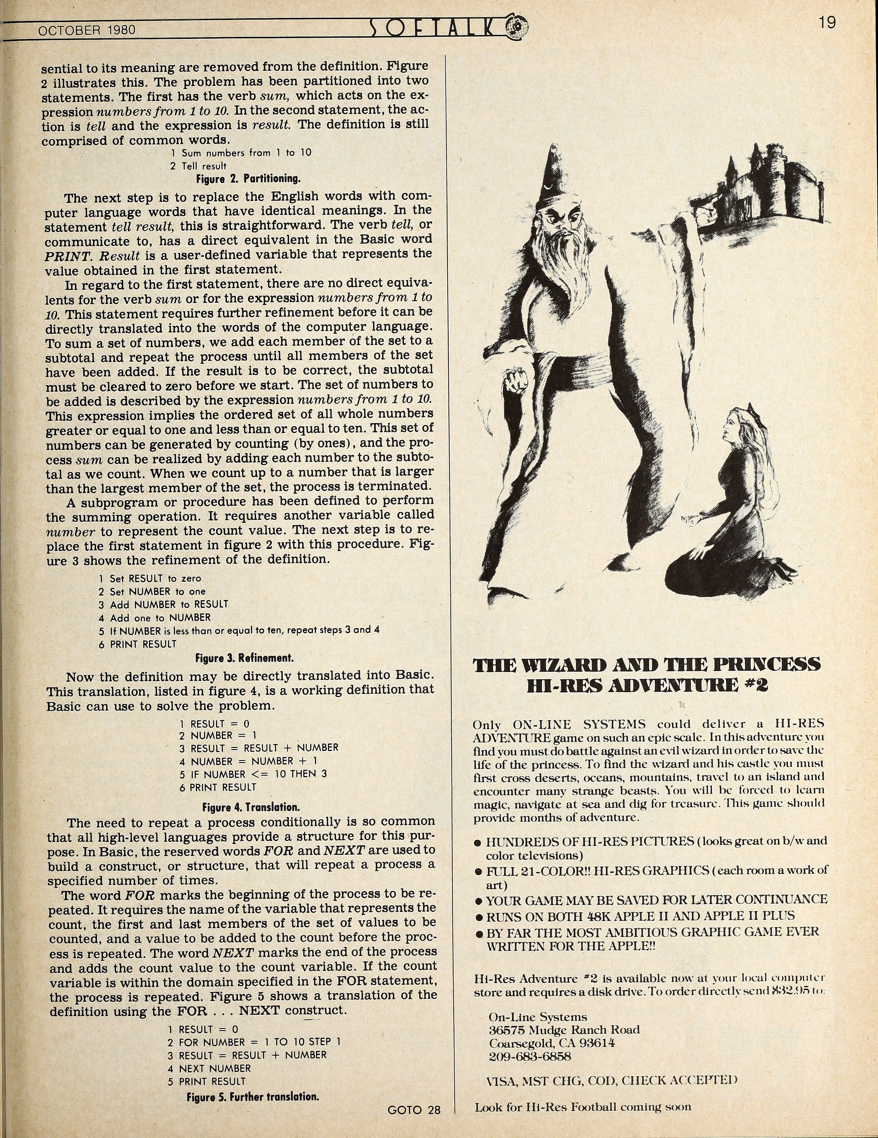 OCTOBER 1980
SOFTALK
19
sential to its meaning are removed from the definition. Figure
2 illustrates this. The problem has been partitioned into two
statements. The first has the verb sum, which acts on the ex-
pression numbers from 1 to 10. In the second statement, the ac-
tion is tell and the expression is result. The definition is still
comprised of common words.
1 Sum numbers from 1 to 10
2 Tell result
Figure 2. Partitioning.
The next step is to replace the English words with com-
puter language words that have identical meanings. In the
statement tell result, this is straightforward. The verb tell, or
communicate to, has a direct equivalent in the Basic word
PRINT. Result is a user-defined variable that represents the
value obtained in the first statement.
In regard to the first statement, there are no direct equiva-
lents for the verb sum or for the expression numbers from 1 to
10. This statement requires further refinement before it can be
directly translated into the words of the computer language.
To sum a set of numbers, we add each member of the set to a
subtotal and repeat the process until all members of the set
have been added. If the result is to be correct, the subtotal
must be cleared to zero before we start. The set of numbers to
be added is described by the expression numbers from 1 to 10.
This expression implies the ordered set of all whole numbers
greater or equal to one and less than or equal to ten. This set of
numbers can be generated by counting (by ones), and the pro-
cess sum can be realized by adding each number to the subto-
tal as we count. When we count up to a number that is larger
than the largest member of the set, the process is terminated.
A subprogram or procedure has been defined to perform
the summing operation. It requires another variable called
number to represent the count value. The next step is to re-
place the first statement in figure 2 with this procedure. Fig-
ure 3 shows the refinement of the definition.
1 Set RESULT to zero
2 Set NUMBER to one
3 Add NUMBER to RESULT
4 Add one to NUMBER
5 If NUMBER is less than or equal to ten, repeat steps 3 and 4
6 PRINT RESULT
Figure 3. Refinement.
Now the definition may be directly translated into Basic.
This translation, listed in figure 4, is a working definition that
Basic can use to solve the problem.
1 RESULT = 0
2 NUMBER = 1
3 RESULT = RESULT + NUMBER
4 NUMBER = NUMBER + 1
5 IF NUMBER <= 10 THEN 3
6 PRINT RESULT
Figure 4. Translation.
The need to repeat a process conditionally is so common
that all high-level languages provide a structure for this pur-
pose. In Basic, the reserved words FOR and NEXT are used to
build a construct, or structure, that will repeat a process a
specified number of times.
The word FOR marks the beginning of the process to be re-
peated. It requires the name of the variable that represents the
count, the first and last members of the set of values to be
counted, and a value to be added to the count before the proc-
ess is repeated. The word NEXT marks the end of the process
and adds the count value to the count variable. If the count
variable is within the domain specified in the FOR statement,
the process is repeated. Figure 5 shows a translation of the
definition using the FOR . . . NEXT construct.
1 RESULT = 0
2 FOR NUMBER = 1 TO 10 STEP 1
3 RESULT = RESULT + NUMBER
4 NEXT NUMBER
5 PRINT RESULT
Figure 5. Further translation.
GOTO 28
THE WIZARD AND THE PRINCESS
HI-RES ADVENTURE #2
Only ON-LINE SYSTEMS could deliver a HI-RES
ADVENTURE game on such an epic scale. In this adventure you
find you must do battle against an evil wizard in order to save the
life of the princess. To find the wizard and his castle you must
first cross deserts, oceans, mountains, travel to an island and
encounter many strange beasts. You will be forced to learn
magic, navigate at sea and dig for treasure. This game should
provide months of adventure.
● HUNDREDS OF HI-RES PICTURES (looks great on b/w and
color televisions)
● FULL 21-COLOR!! HI-RES GRAPHICS (each room a work of
art)
● YOUR GAME MAY BE SAVED FOR LATER CONTINUANCE
● RUNS ON BOTH 48K APPLE II AND APPLE II PLUS
● BY FAR THE MOST AMBITIOUS GRAPHIC GAME EVER
WRITTEN FOR THE APPLE!!
Hi-Res Adventure #2 is available now at your local computer
store and requires a disk drive. To order directly send $32.95 to:
On-Line Systems
36575 Mudge Ranch Road
Coarsegold, CA 93614
209-683-6858
VISA, MST CHG, COD, CHECK ACCEPTED
Look for Hi-Res Football coming soon